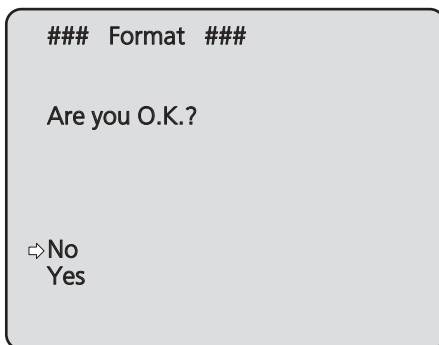 ### Format ###
Are you O.K.?
⇨No
Yes